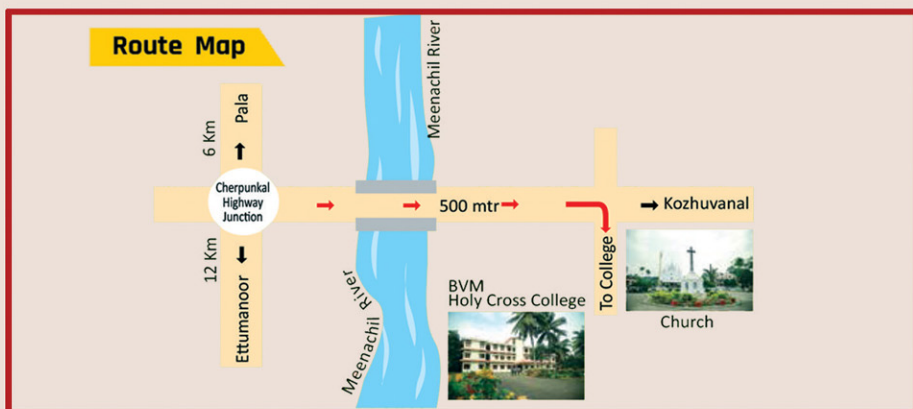 Route Map
Meenachil River
Pala
6 Km
Cherpunkal
Highway
Junction
500 mtr
Kozhuvanal
12 Km
Ettumanoor
Meenachil River
BVM
Holy Cross College
To College
Church